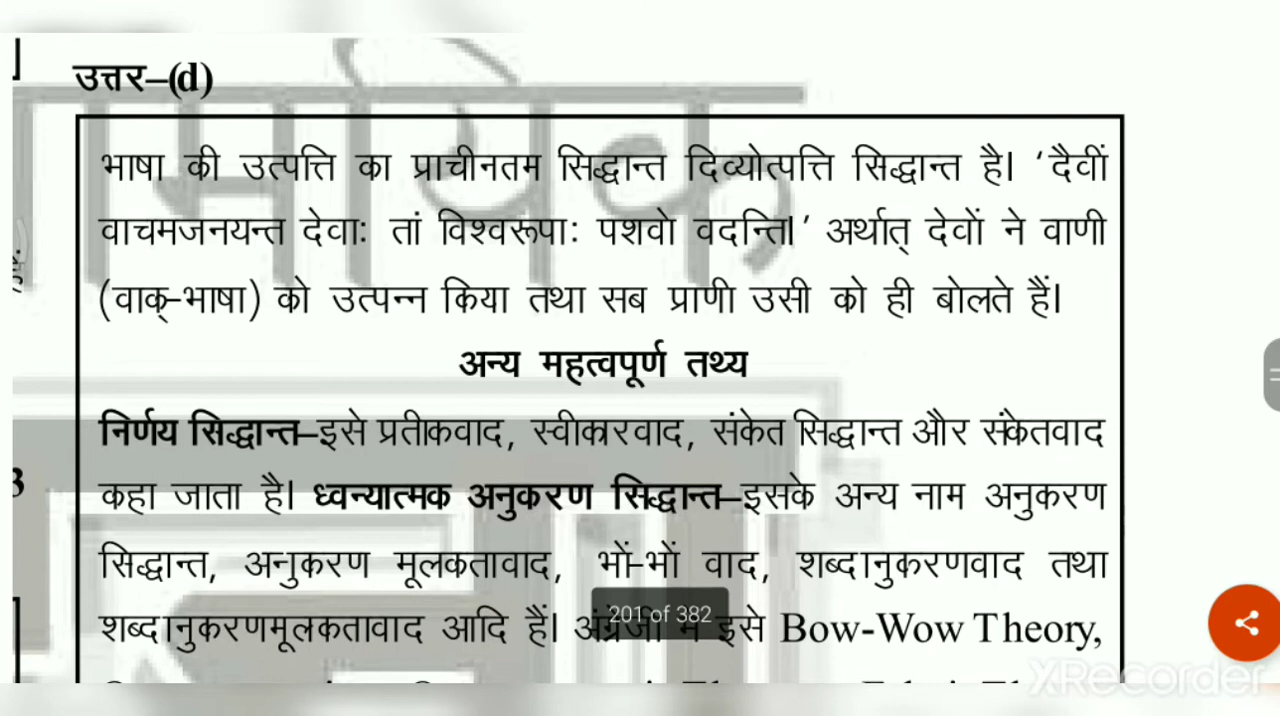 उत्तर–(d)
भाषा की उत्पत्ति का प्राचीनतम सिद्धान्त दिव्योत्पत्ति सिद्धान्त है। ‘दैवीं
वाचमजनयन्त देवाः तां विश्वरूपाः पशवो वदन्ति।’ अर्थात् देवों ने वाणी
(वाक्-भाषा) को उत्पन्न किया तथा सब प्राणी उसी को ही बोलते हैं।
अन्य महत्वपूर्ण तथ्य
निर्णय सिद्धान्त–इसे प्रतीकवाद, स्वीकारवाद, संकेत सिद्धान्त और संकेतवाद
कहा जाता है। ध्वन्यात्मक अनुकरण सिद्धान्त–इसके अन्य नाम अनुकरण
सिद्धान्त, अनुकरण मूलकतावाद, भों-भों वाद, शब्दानुकरणवाद तथा
201 of 382
शब्दानुकरणमूलकतावाद आदि हैं। अंग्रेजी में इसे Bow-Wow Theory,
XRecorder